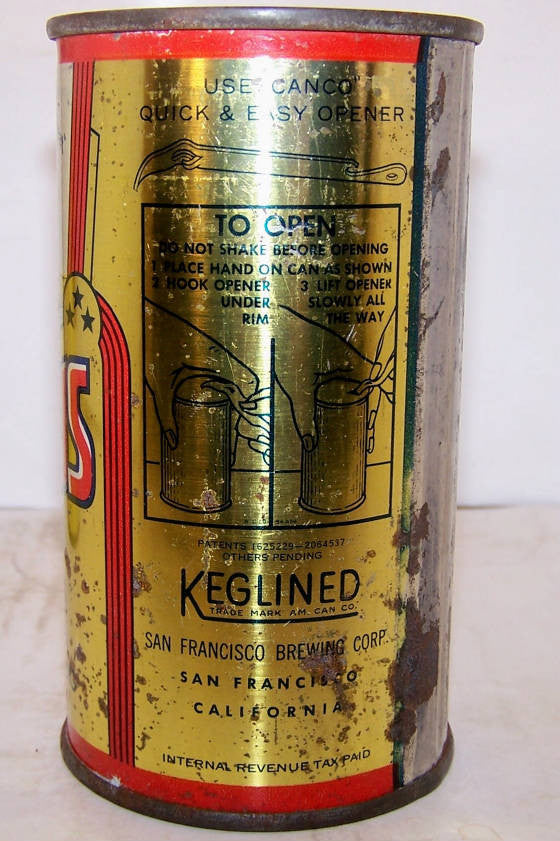 USE "CANCO"
QUICK & EASY OPENER
TO OPEN
DO NOT SHAKE BEFORE OPENING
1 PLACE HAND ON CAN AS SHOWN
2 HOOK OPENER
UNDER
RIM
3 LIFT OPENER
SLOWLY ALL
THE WAY
PATENTS 1625229—2064537
OTHERS PENDING
KEGLINED
TRADE MARK AM. CAN CO.
SAN FRANCISCO BREWING CORP.
SAN FRANCISCO
CALIFORNIA
INTERNAL REVENUE TAX PAID
S